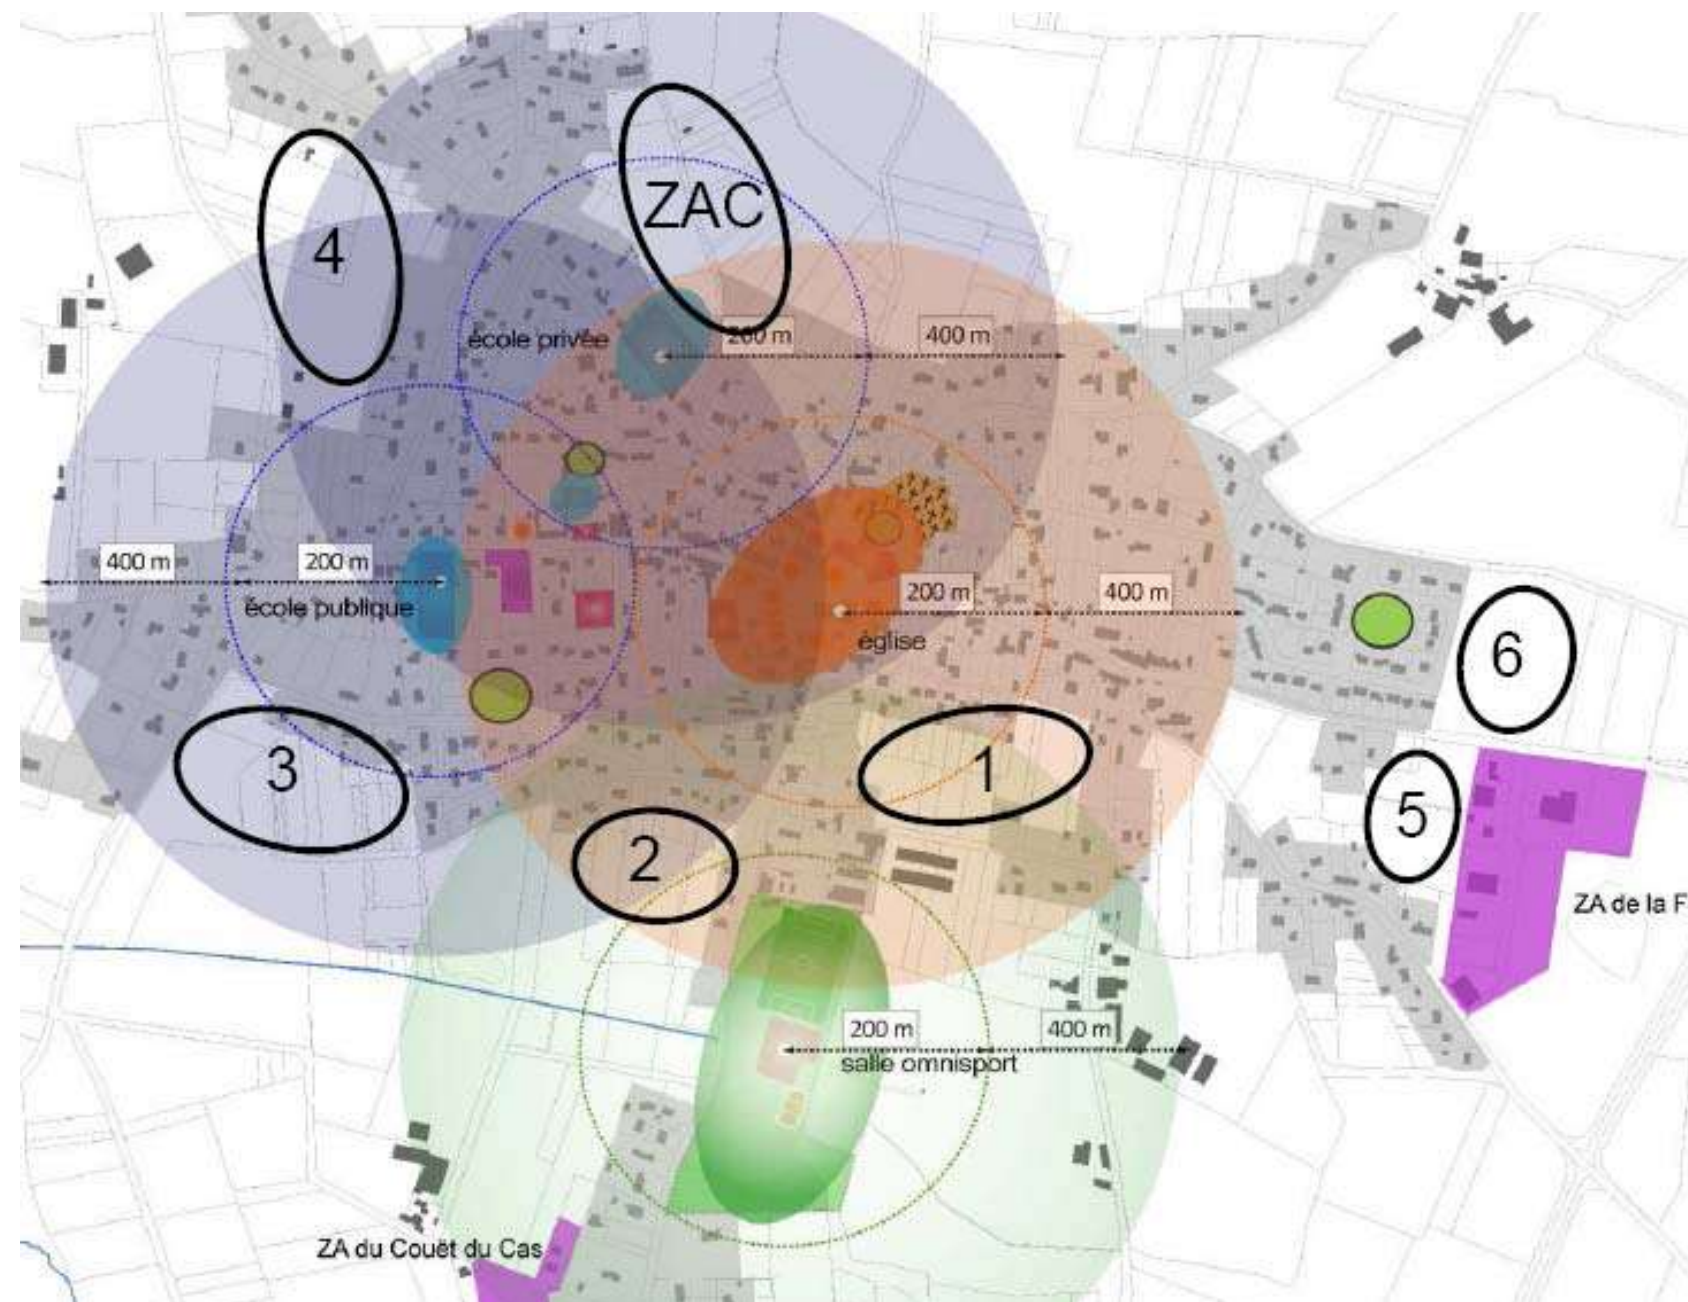 ZAC
4
école privée
200 m
400 m
400 m
200 m
école publique
200 m
400 m
église
6
3
1
5
2
ZA de la F
200 m
400 m
salle omnisport
ZA du Couët du Cas